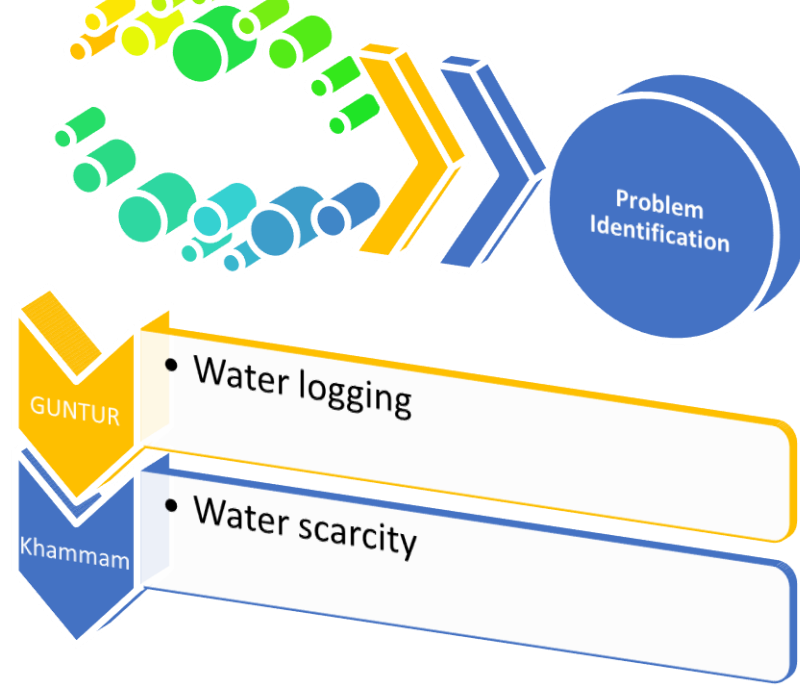 Problem
Identification
GUNTUR
• Water logging
Khammam
• Water scarcity